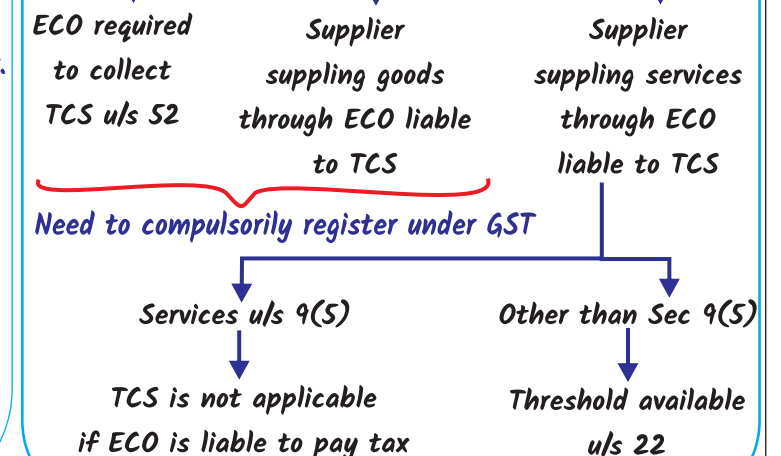 ECO required
to collect
TCS u/s 52
Supplier
suppling goods
through ECO liable
to TCS
Supplier
suppling services
through ECO
liable to TCS
Need to compulsorily register under GST
Services u/s 9(5)
TCS is not applicable
if ECO is liable to pay tax
Other than Sec 9(5)
Threshold available
u/s 22